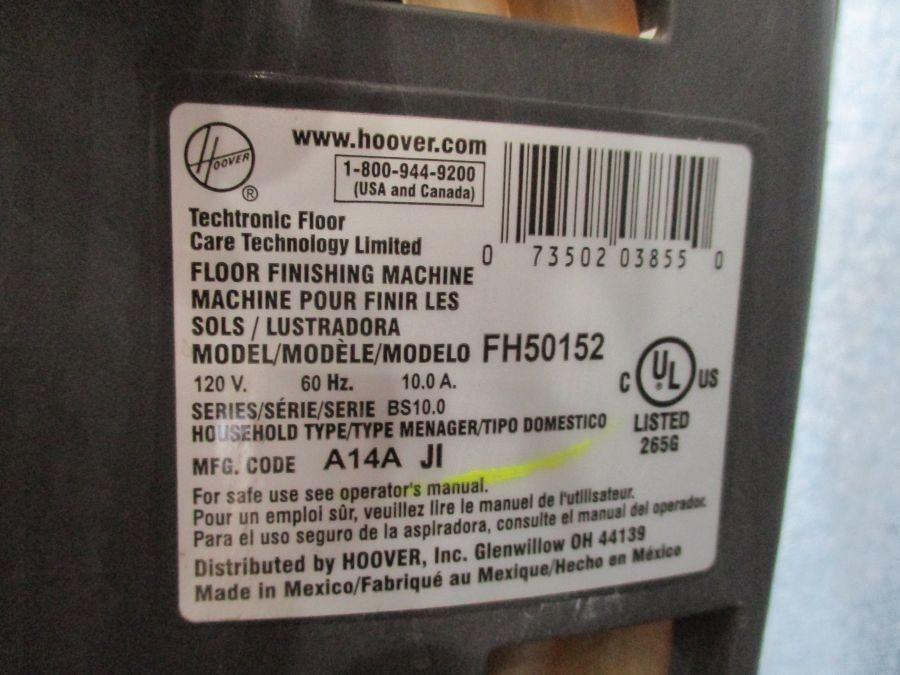 HOOVER
®
www.hoover.com
1-800-944-9200
(USA and Canada)
Techtronic Floor
Care Technology Limited
0 73502 03855 0
FLOOR FINISHING MACHINE
MACHINE POUR FINIR LES
SOLS / LUSTRADORA
MODEL/MODÈLE/MODELO FH50152
120 V. 60 Hz. 10.0 A.
C UL US
LISTED
265G
SERIES/SÉRIE/SERIE BS10.0
HOUSEHOLD TYPE/TYPE MENAGER/TIPO DOMESTICO
MFG. CODE A14A JI
For safe use see operator's manual.
Pour un emploi sûr, veuillez lire le manuel de l'utilisateur.
Para el uso seguro de la aspiradora, consulte el manual del operador.
Distributed by HOOVER, Inc. Glenwillow OH 44139
Made in Mexico/Fabriqué au Mexique/Hecho en México